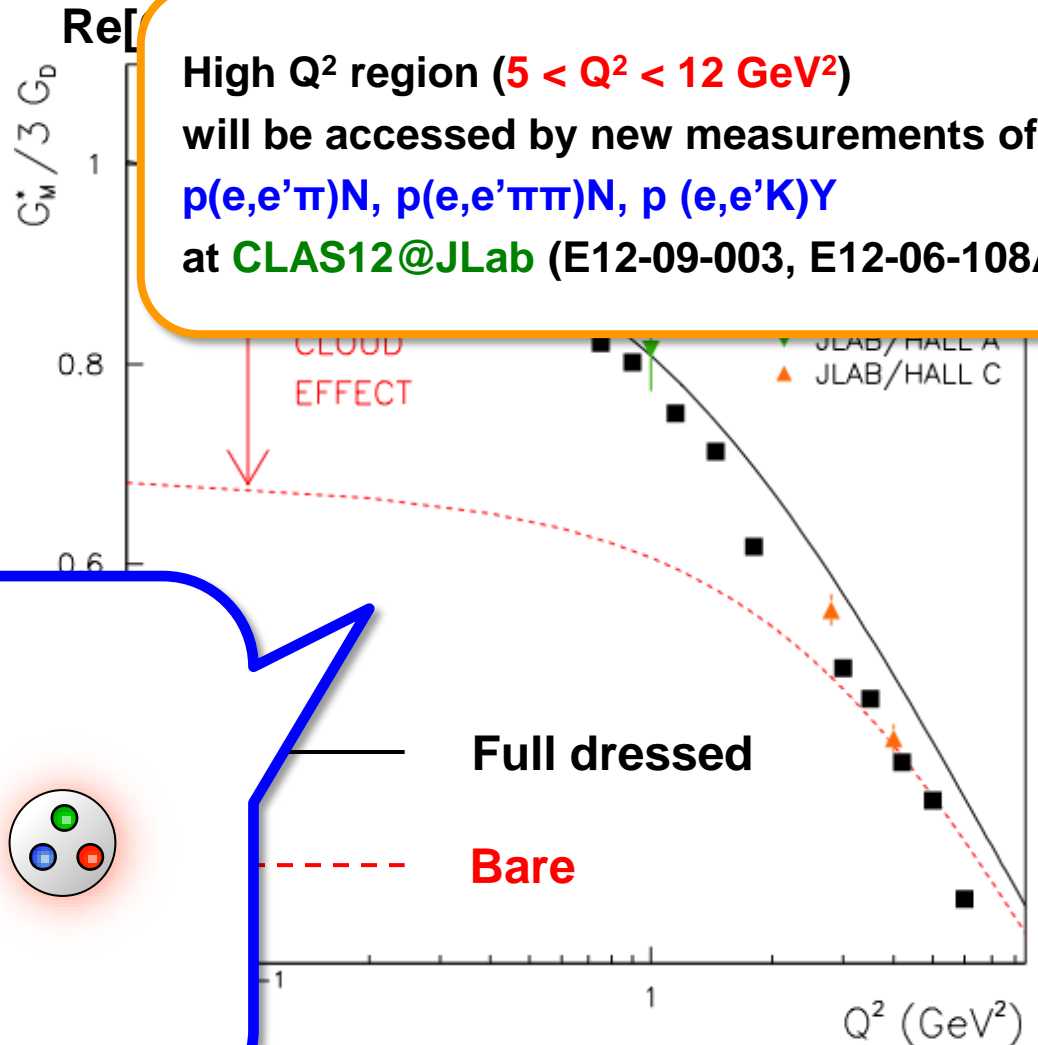 Re[
High Q² region (5 < Q² < 12 GeV²)
will be accessed by new measurements of
p(e,e’π)N, p(e,e’ππ)N, p (e,e’K)Y
at CLAS12@JLab (E12-09-003, E12-06-108A
G*M / 3 GD
1
CLOUD
EFFECT
JLAB/HALL A
JLAB/HALL C
0.8
0.6
Full dressed
Bare
-1
1
Q² (GeV²)